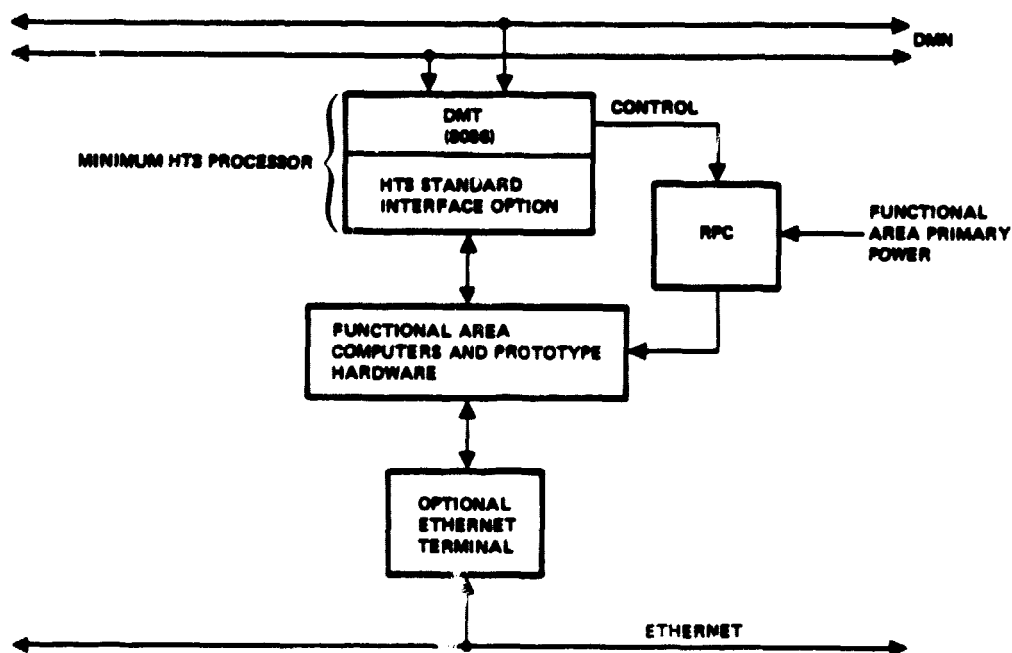 DMN
DMT
(8086)
CONTROL
MINIMUM HTS PROCESSOR
HTS STANDARD
INTERFACE OPTION
RPC
FUNCTIONAL
AREA PRIMARY
POWER
FUNCTIONAL AREA
COMPUTERS AND PROTOTYPE
HARDWARE
OPTIONAL
ETHERNET
TERMINAL
ETHERNET